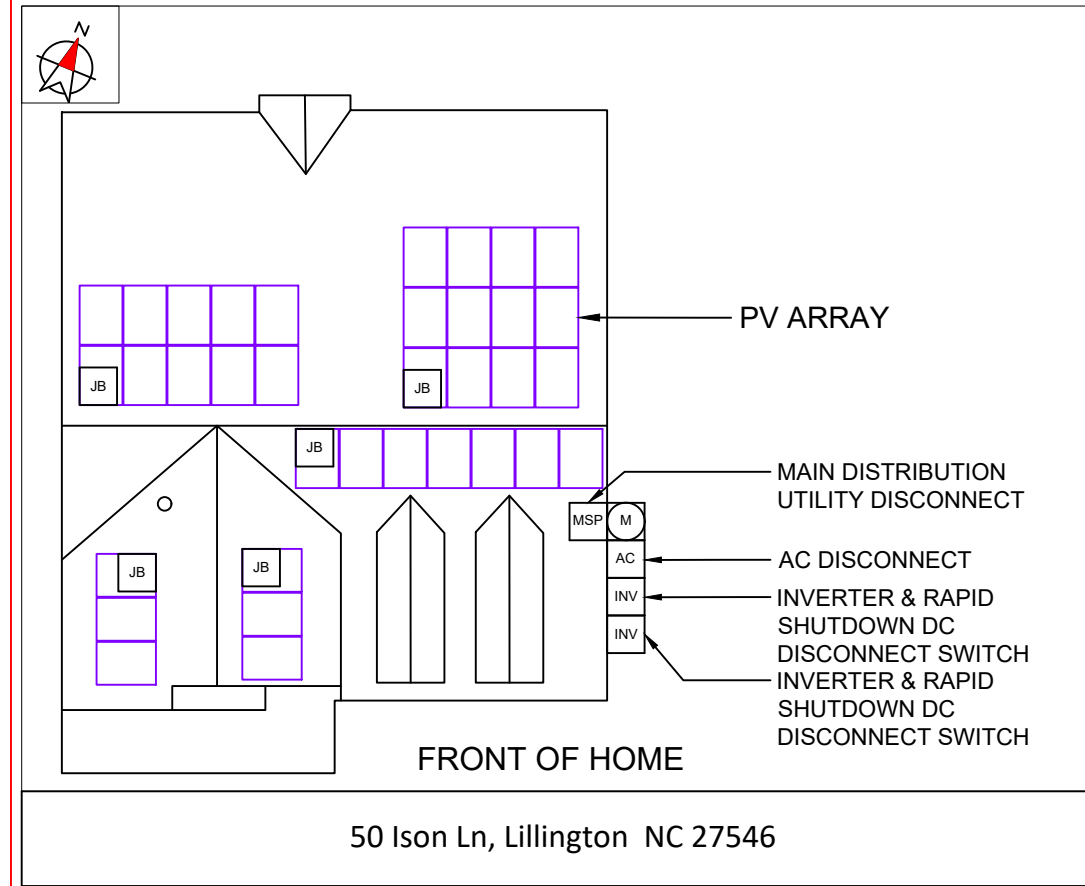 N
PV ARRAY
JB
JB
JB
MAIN DISTRIBUTION
UTILITY DISCONNECT
MSP
M
AC
AC DISCONNECT
JB
JB
INV
INVERTER & RAPID
SHUTDOWN DC
DISCONNECT SWITCH
INV
INVERTER & RAPID
SHUTDOWN DC
DISCONNECT SWITCH
FRONT OF HOME
50 Ison Ln, Lillington  NC 27546